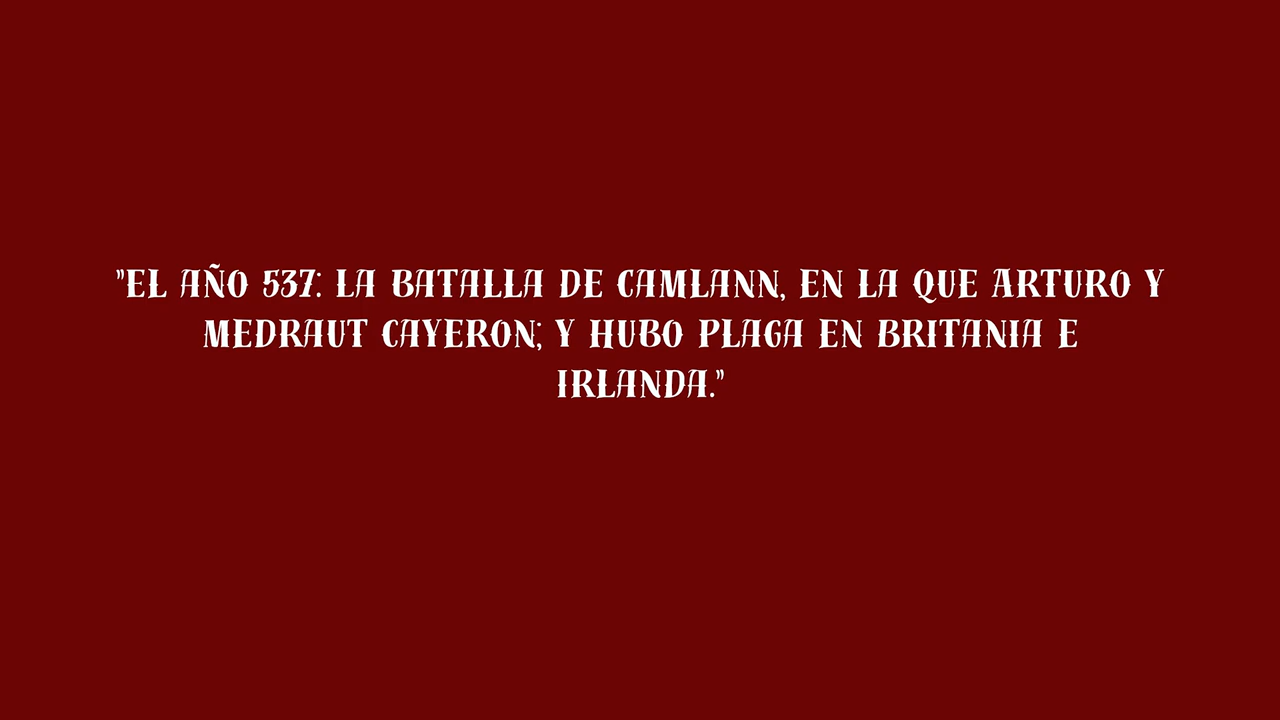 "EL AÑO 537: LA BATALLA DE CAMLANN, EN LA QUE ARTURO Y
MEDRAUT CAYERON; Y HUBO PLAGA EN BRITANIA E
IRLANDA."